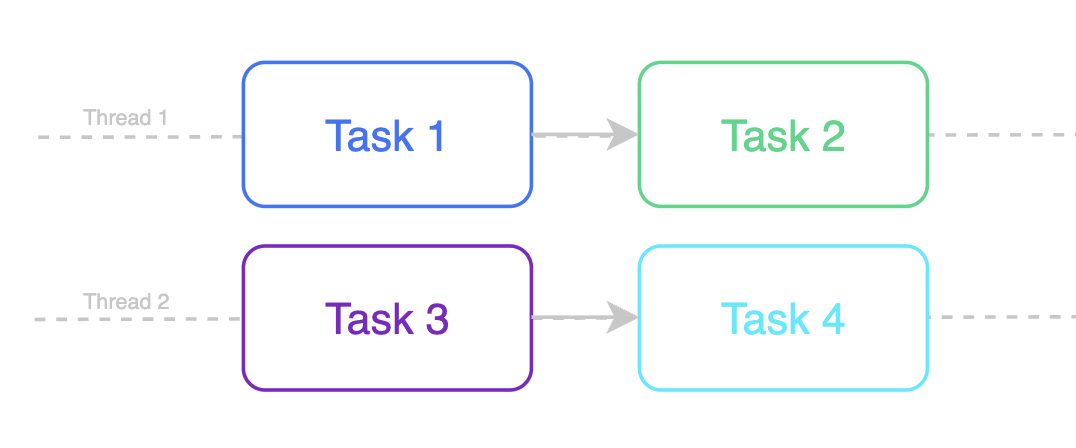 Thread 1
Task 1
Task 2
Thread 2
Task 3
Task 4